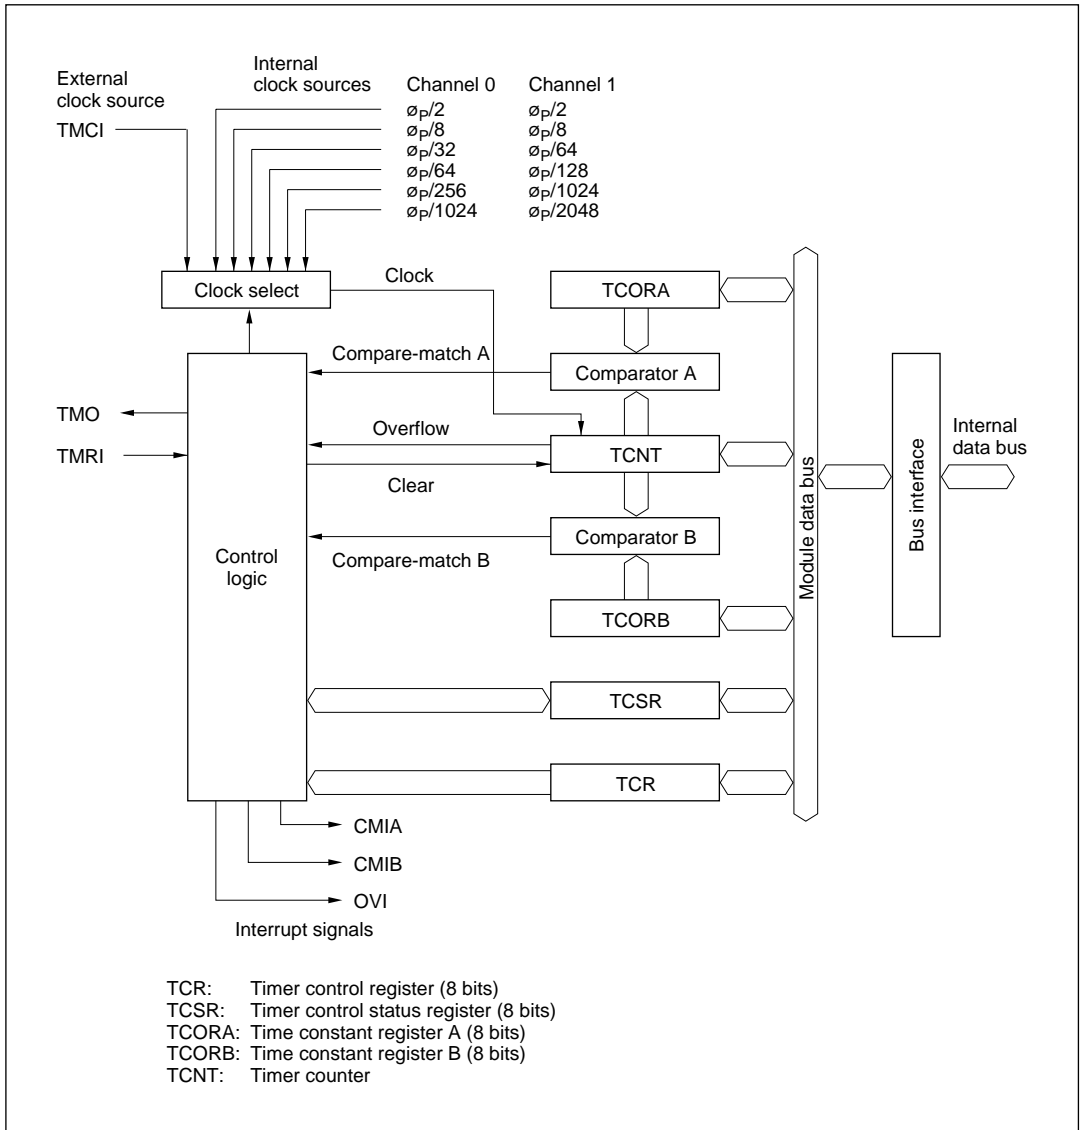 External
clock source
Internal
clock sources
Channel 0
Channel 1
TMCI
øP/2
øP/2
øP/8
øP/8
øP/32
øP/64
øP/64
øP/128
øP/256
øP/1024
øP/1024
øP/2048
Clock select
Clock
TCORA
Compare-match A
Comparator A
TMO
TMRI
Overflow
TCNT
Clear
Control
logic
Comparator B
Compare-match B
TCORB
Module data bus
Bus interface
Internal
data bus
TCSR
TCR
CMIA
CMIB
OVI
Interrupt signals
TCR: Timer control register (8 bits)
TCSR: Timer control status register (8 bits)
TCORA: Time constant register A (8 bits)
TCORB: Time constant register B (8 bits)
TCNT: Timer counter